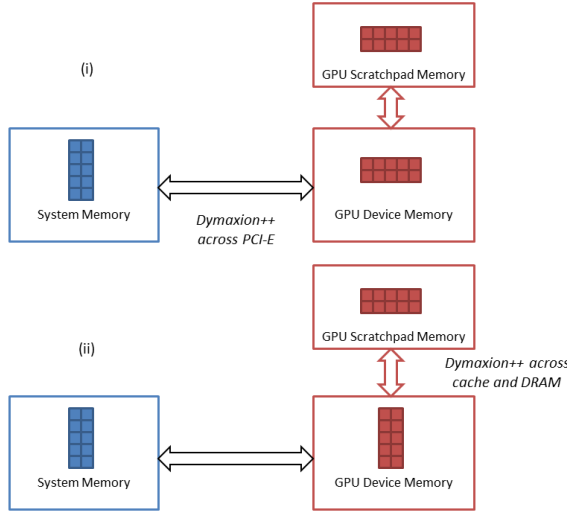 (i)
GPU Scratchpad Memory
System Memory
Dymaxion++
across PCI-E
GPU Device Memory
GPU Scratchpad Memory
(ii)
Dymaxion++ across
cache and DRAM
System Memory
GPU Device Memory